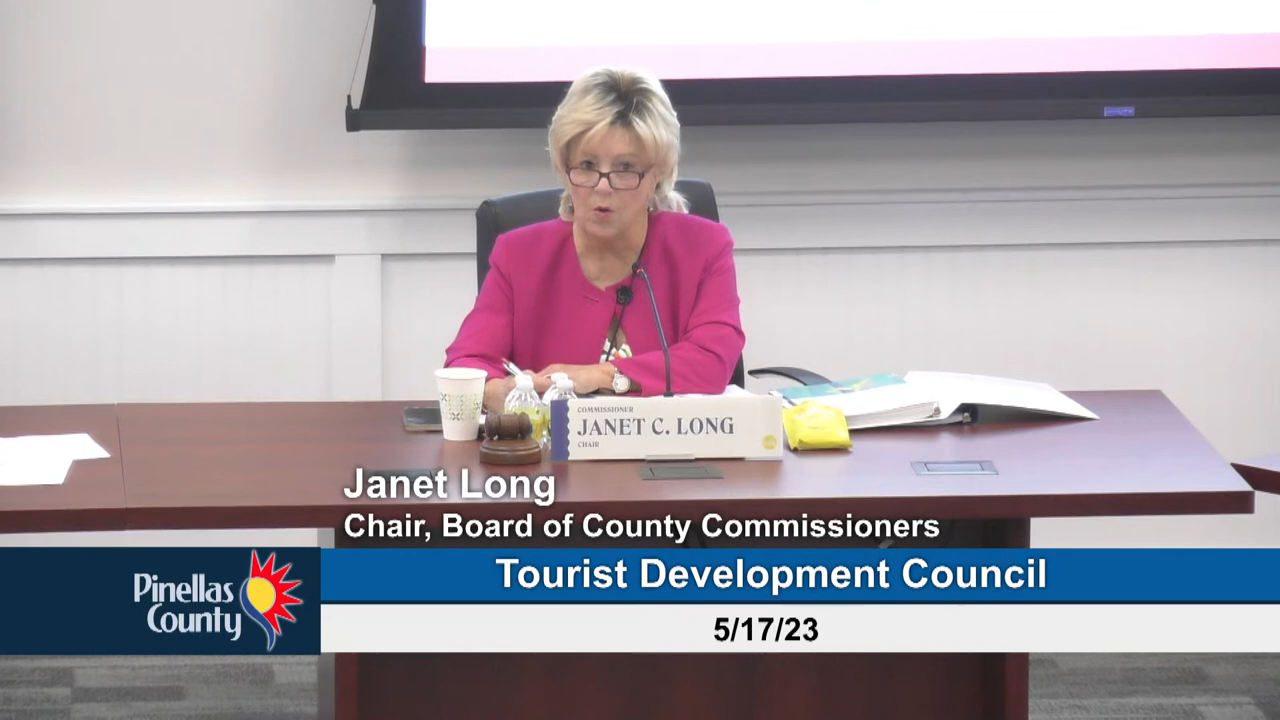 COMMISSIONER
JANET C. LONG
CHAIR
Janet Long
Chair, Board of County Commissioners
Tourist Development Council
Pinellas
County
5/17/23